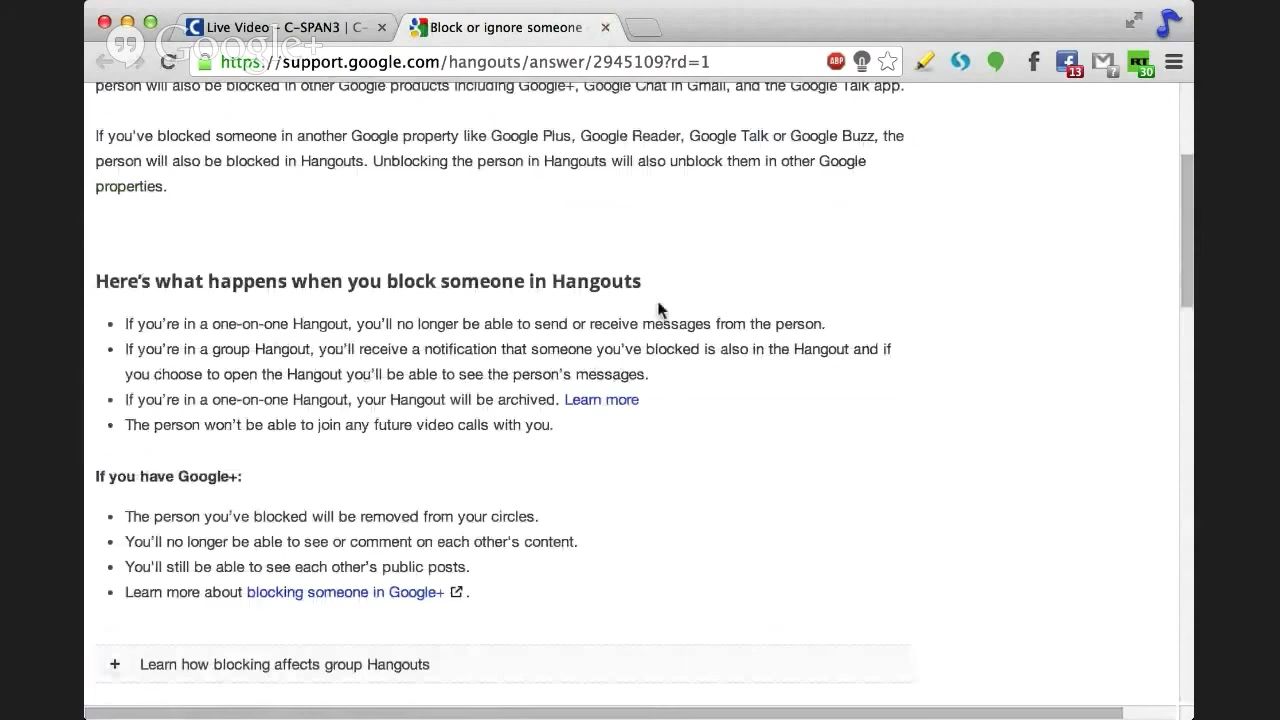 Live Video - C-SPAN3 | C-
Block or ignore someone
Google+
https://support.google.com/hangouts/answer/2945109?rd=1
ABP
13
?
RT
30
person will also be blocked in other Google products including Google+, Google Chat in Gmail, and the Google Talk app.
If you've blocked someone in another Google property like Google Plus, Google Reader, Google Talk or Google Buzz, the
person will also be blocked in Hangouts. Unblocking the person in Hangouts will also unblock them in other Google
properties.
Here’s what happens when you block someone in Hangouts
If you’re in a one-on-one Hangout, you’ll no longer be able to send or receive messages from the person.
If you’re in a group Hangout, you’ll receive a notification that someone you’ve blocked is also in the Hangout and if
you choose to open the Hangout you’ll be able to see the person’s messages.
If you’re in a one-on-one Hangout, your Hangout will be archived. Learn more
The person won’t be able to join any future video calls with you.
If you have Google+:
The person you’ve blocked will be removed from your circles.
You’ll no longer be able to see or comment on each other's content.
You'll still be able to see each other’s public posts.
Learn more about blocking someone in Google+ .
+ Learn how blocking affects group Hangouts